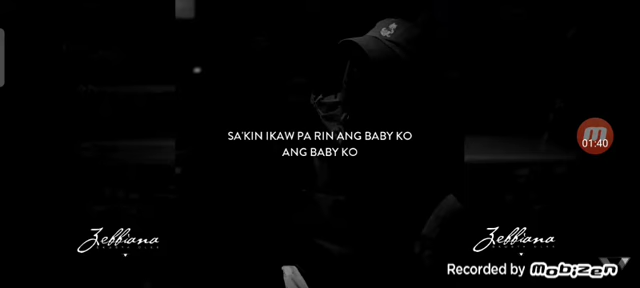 SA'KIN IKAW PA RIN ANG BABY KO
ANG BABY KO
01:40
Zebbiana
Zebbiana
Recorded by Mobizen